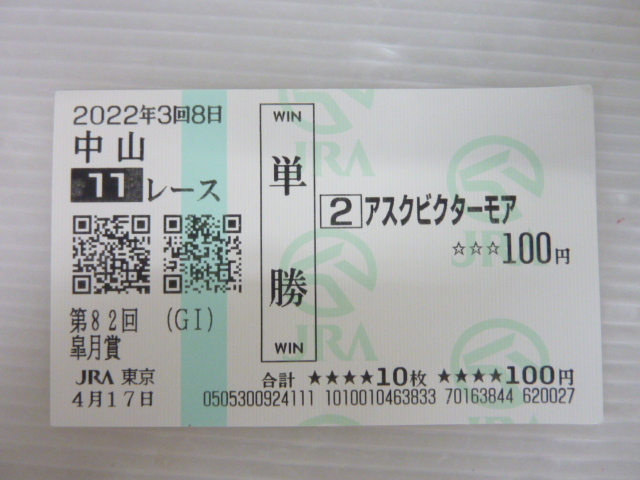 2022年3回8日
中山
11レース
第82回 (GI)
皐月賞
JRA 東京
4月17日
WIN
単勝
WIN
2 アスクビクターモア
☆☆☆100円
合計 ★★★★10枚 ★★★★100円
0505300924111 1010010463833 70163844 620027
JRA
JRA
JRA